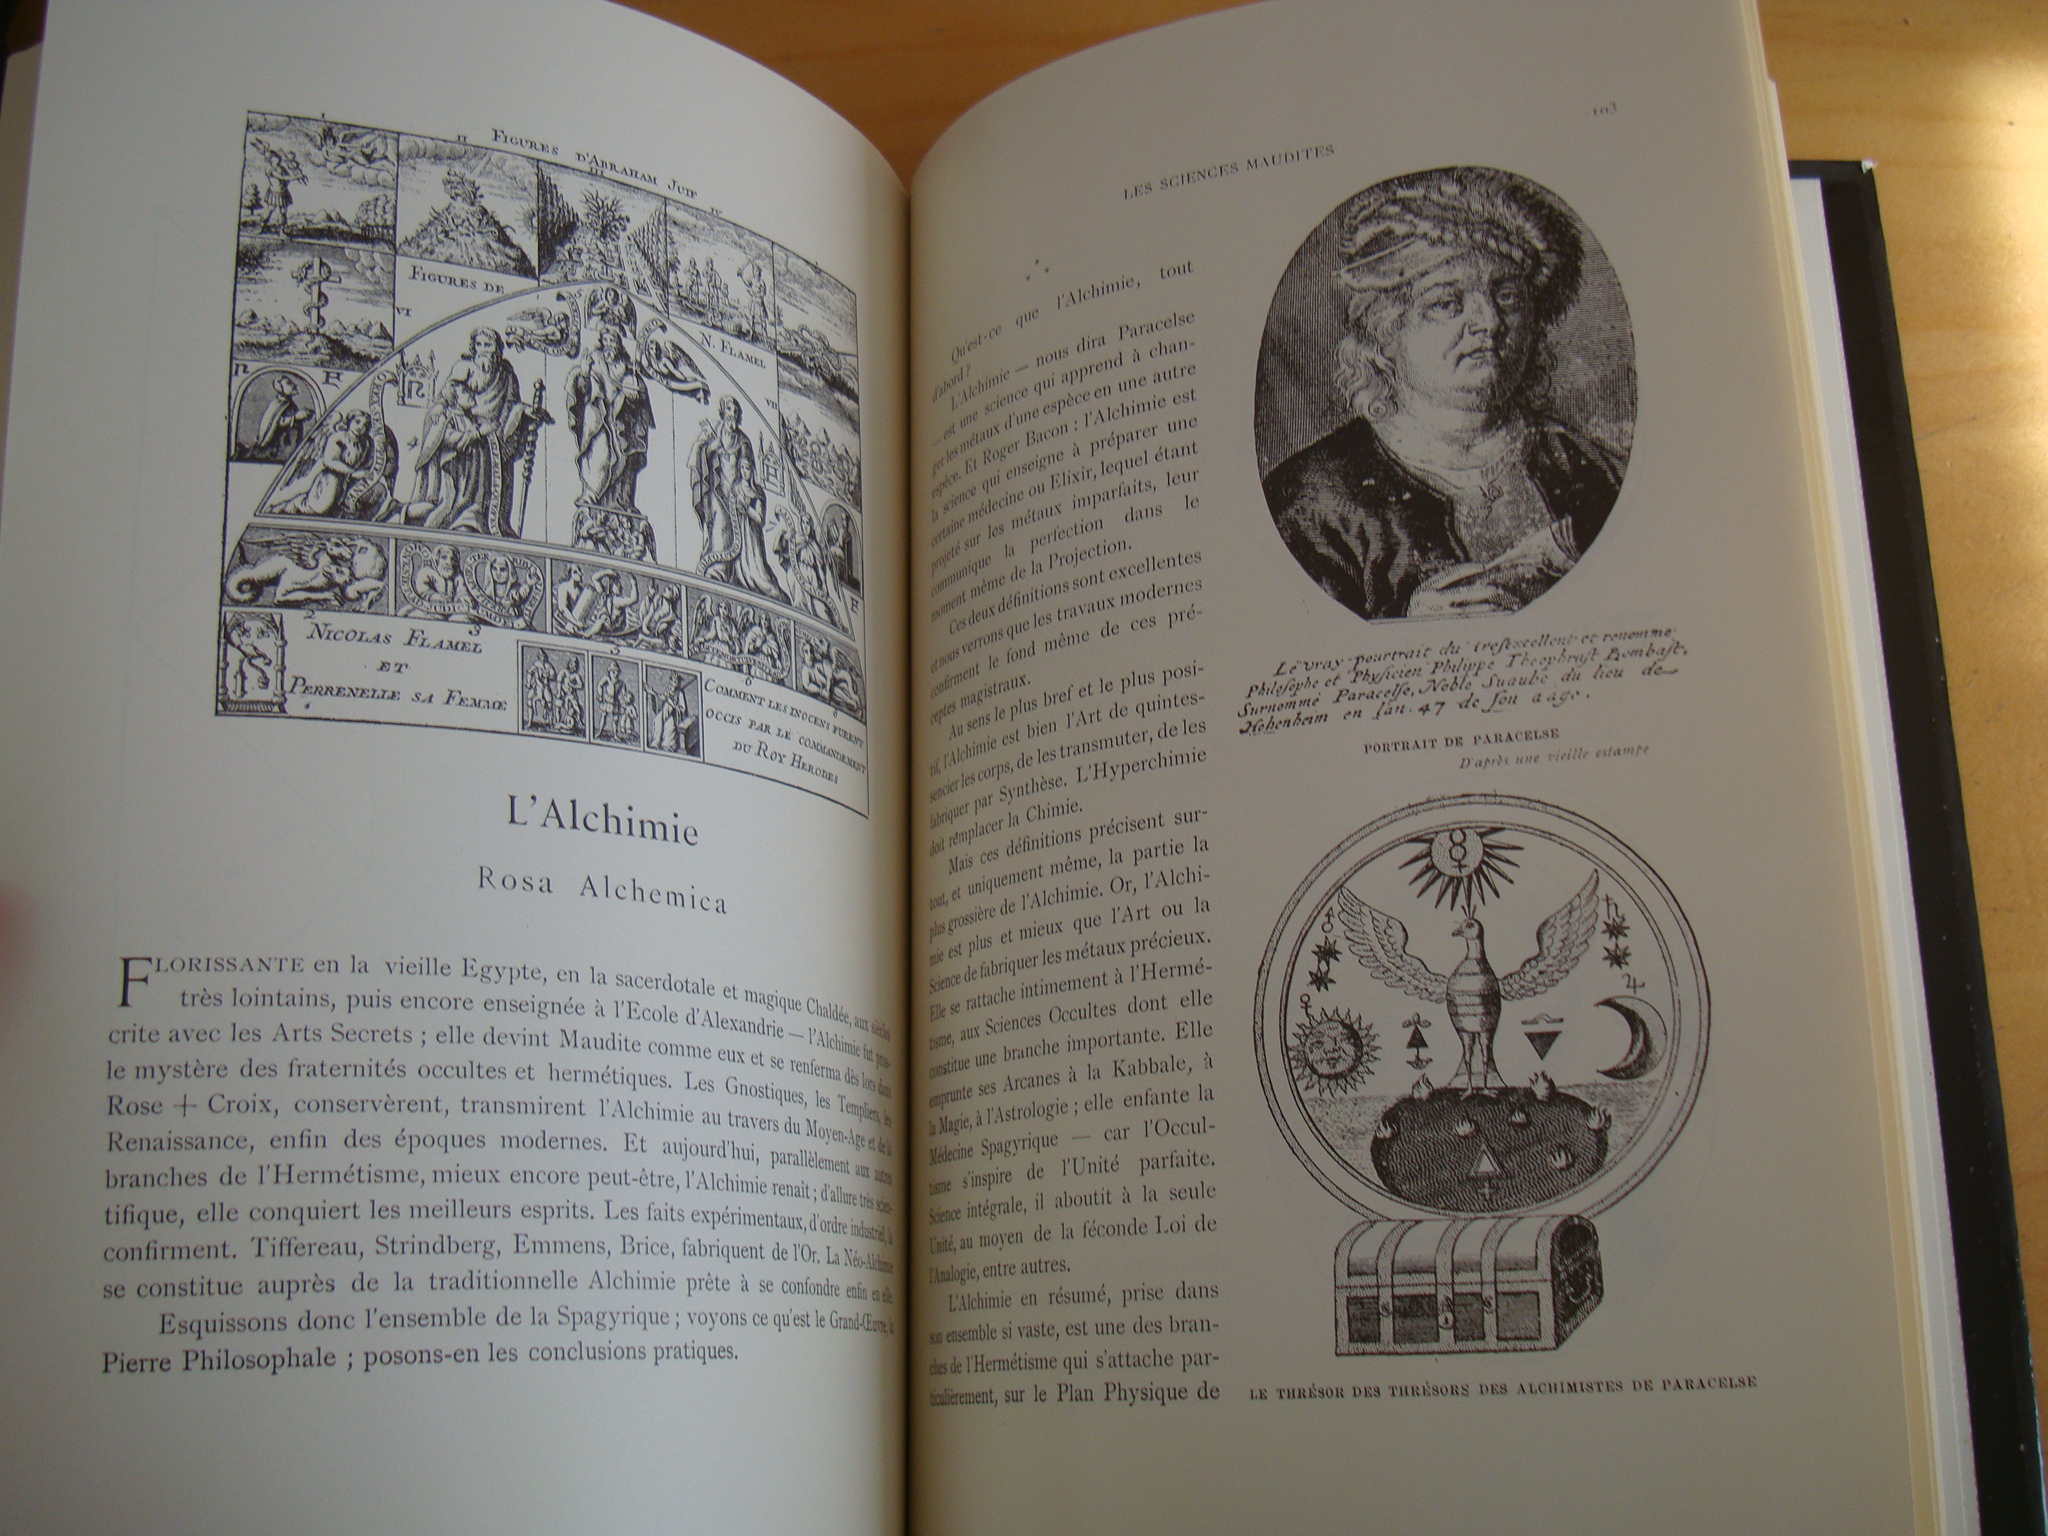 I
II
FIGURES D'ABRAHAM JUIF
III
IV
FIGURES DE
VI
N. FLAMEL
VII
N
F
F
2
3
5
6
NICOLAS FLAMEL
ET
PERRENELLE SA FEMME
COMMENT LES INOCENS FURENT
OCCIS PAR LE COMMANDEMENT
DU ROY HERODES
L'Alchimie
Rosa Alchemica
FLORISSANTE en la vieille Egypte, en la sacerdotale et magique Chaldée, aux siècles
très lointains, puis encore enseignée à l'Ecole d'Alexandrie — l'Alchimie fut pros-
crite avec les Arts Secrets ; elle devint Maudite comme eux et se renferma dès lors dans
le mystère des fraternités occultes et hermétiques. Les Gnostiques, les Templiers, les
Rose + Croix, conservèrent, transmirent l'Alchimie au travers du Moyen-Age et de la
Renaissance, enfin des époques modernes. Et aujourd'hui, parallèlement aux autres
branches de l'Hermétisme, mieux encore peut-être, l'Alchimie renaît ; d'allure très scien-
tifique, elle conquiert les meilleurs esprits. Les faits expérimentaux, d'ordre industriel, la
confirment. Tiffereau, Strindberg, Emmens, Brice, fabriquent de l'Or. La Néo-Alchimie
se constitue auprès de la traditionnelle Alchimie prête à se confondre enfin en elle.
Esquissons donc l'ensemble de la Spagyrique ; voyons ce qu'est le Grand-Œuvre, la
Pierre Philosophale ; posons-en les conclusions pratiques.
LES SCIENCES MAUDITES
103
Qu'est-ce que l'Alchimie, tout
d'abord ?
L'Alchimie — nous dira Paracelse
— est une science qui apprend à chan-
ger les métaux d'une espèce en une autre
espèce. Et Roger Bacon : l'Alchimie est
la science qui enseigne à préparer une
certaine médecine ou Elixir, lequel étant
projeté sur les métaux imparfaits, leur
communique la perfection dans le
moment même de la Projection.
Ces deux définitions sont excellentes
et nous verrons que les travaux modernes
confirment le fond même de ces pré-
ceptes magistraux.
Au sens le plus bref et le plus posi-
tif, l'Alchimie est bien l'Art de quintes-
sencier les corps, de les transmuter, de les
fabriquer par Synthèse. L'Hyperchimie
doit remplacer la Chimie.
Mais ces définitions précisent sur-
tout, et uniquement même, la partie la
plus grossière de l'Alchimie. Or, l'Alchi-
mie est plus et mieux que l'Art ou la
Science de fabriquer les métaux précieux.
Elle se rattache intimement à l'Hermé-
tisme, aux Sciences Occultes dont elle
constitue une branche importante. Elle
emprunte ses Arcanes à la Kabbale, à
la Magie, à l'Astrologie ; elle enfante la
Médecine Spagyrique — car l'Occul-
tisme s'inspire de l'Unité parfaite.
Science intégrale, il aboutit à la seule
Unité, au moyen de la féconde Loi de
l'Analogie, entre autres.
L'Alchimie en résumé, prise dans
son ensemble si vaste, est une des bran-
ches de l'Hermétisme qui s'attache par-
ticulièrement, sur le Plan Physique de
Le vray pourtrait du tresexcellent et renommé
Philosophe et Physicien Philippe Theophrast Bombast,
Surnommé Paracelse, Noble Suaube du lieu de
Hohenheim en l'an 47 de son aage.
PORTRAIT DE PARACELSE
D'après une vieille estampe
LE THRÉSOR DES THRÉSORS DES ALCHIMISTES DE PARACELSE